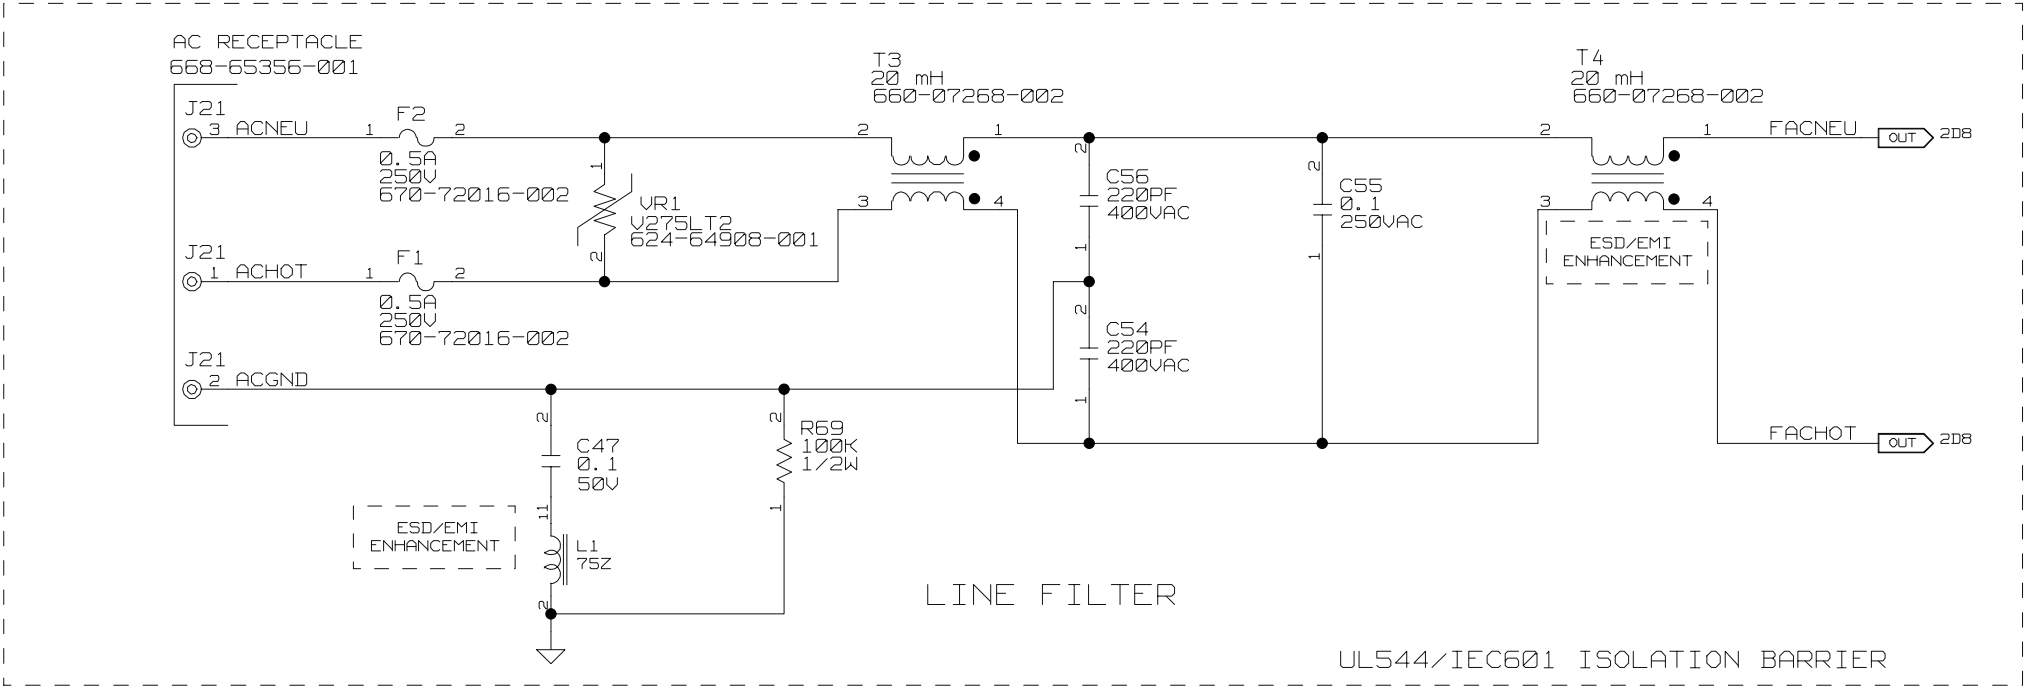 AC RECEPTACLE
668-65356-001
J21
3 ACNEU
1 F2 2
0.5A
250V
670-72016-002
J21
1 ACHOT
1 F1 2
0.5A
250V
670-72016-002
J21
2 ACGND
1
VR1
V275LT2
624-64908-001
2
T3
20 mH
660-07268-002
2 1
3 4
2
C56
220PF
400VAC
1
2
C54
220PF
400VAC
1
2
C55
0.1
250VAC
1
T4
20 mH
660-07268-002
2 1
3 4
ESD/EMI
ENHANCEMENT
FACNEU OUT 2D8
FACHOT OUT 2D8
2
C47
0.1
50V
11
L1
75Z
2
ESD/EMI
ENHANCEMENT
2
R69
100K
1/2W
1
LINE FILTER
UL544/IEC601 ISOLATION BARRIER